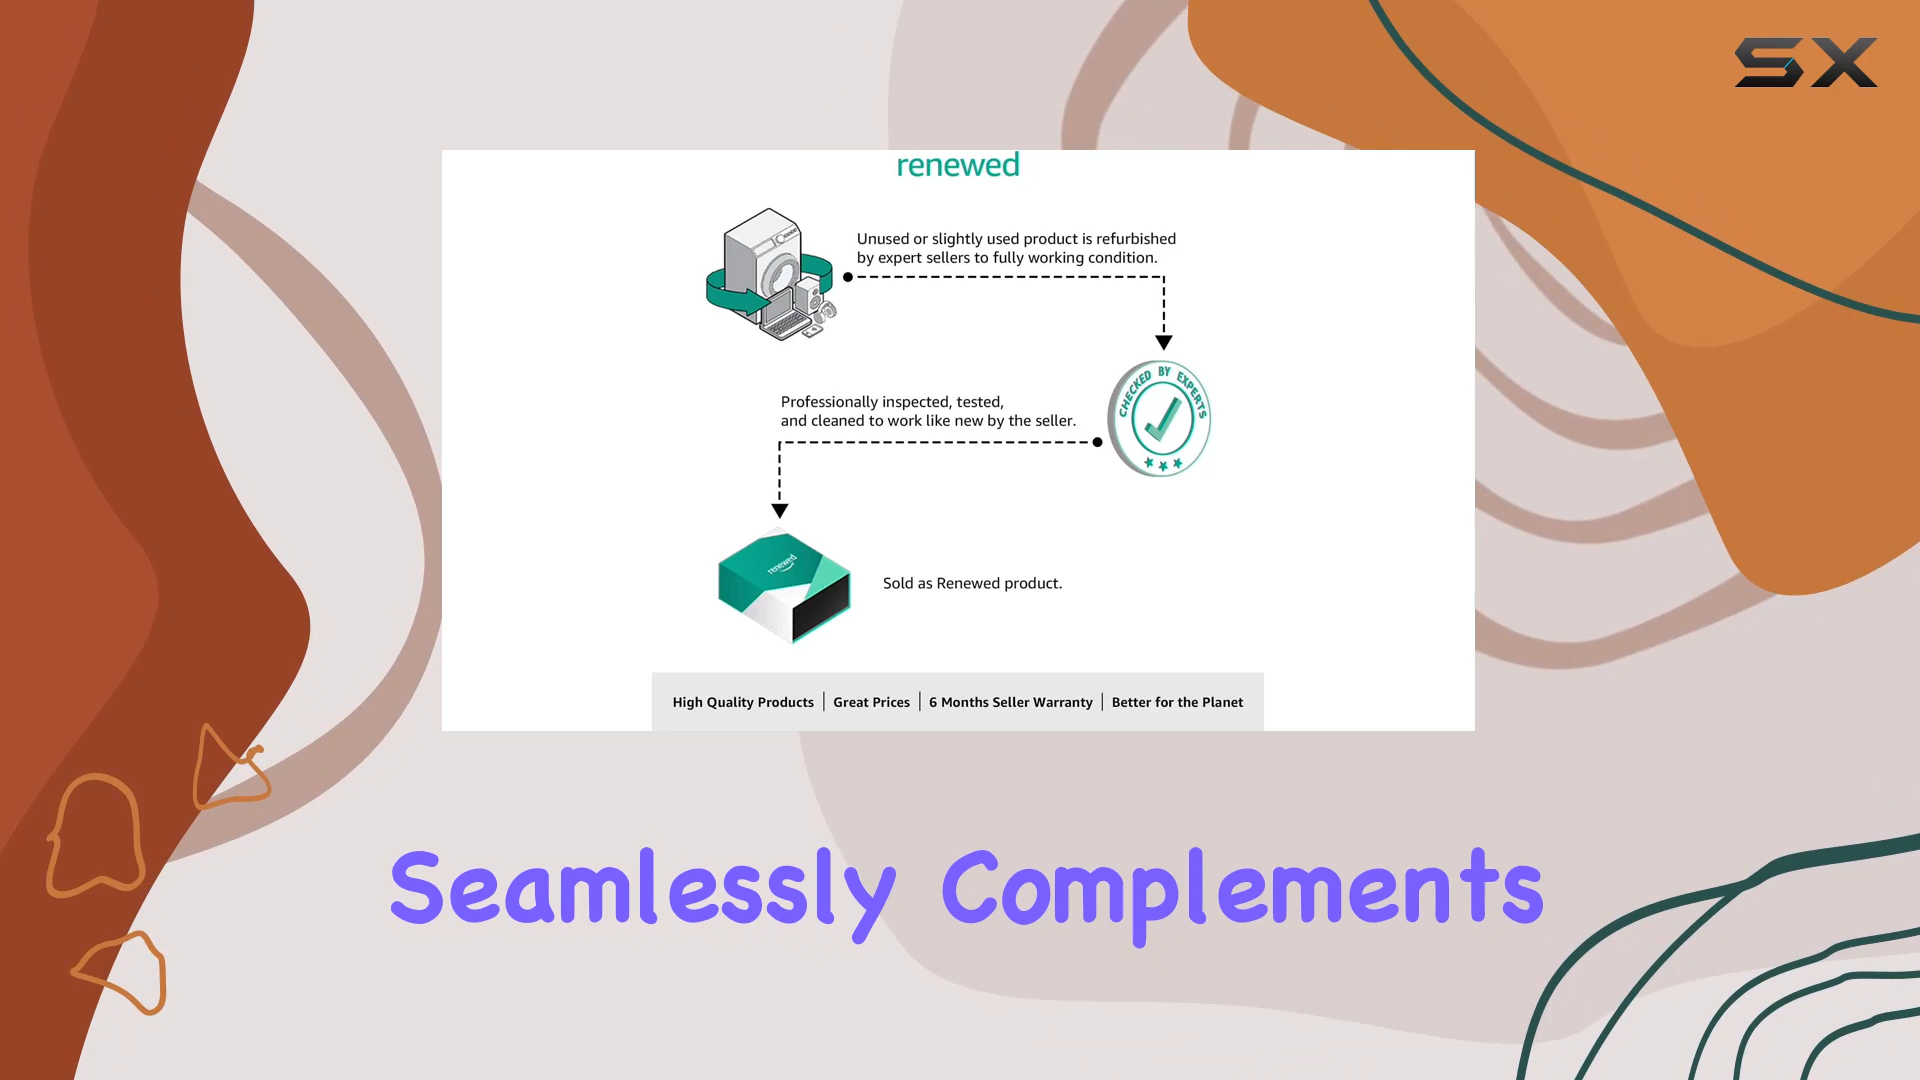 SX
renewed
Unused or slightly used product is refurbished
by expert sellers to fully working condition.
CHECKED BY EXPERTS
Professionally inspected, tested,
and cleaned to work like new by the seller.
renewed
Sold as Renewed product.
High Quality Products | Great Prices | 6 Months Seller Warranty | Better for the Planet
Seamlessly Complements